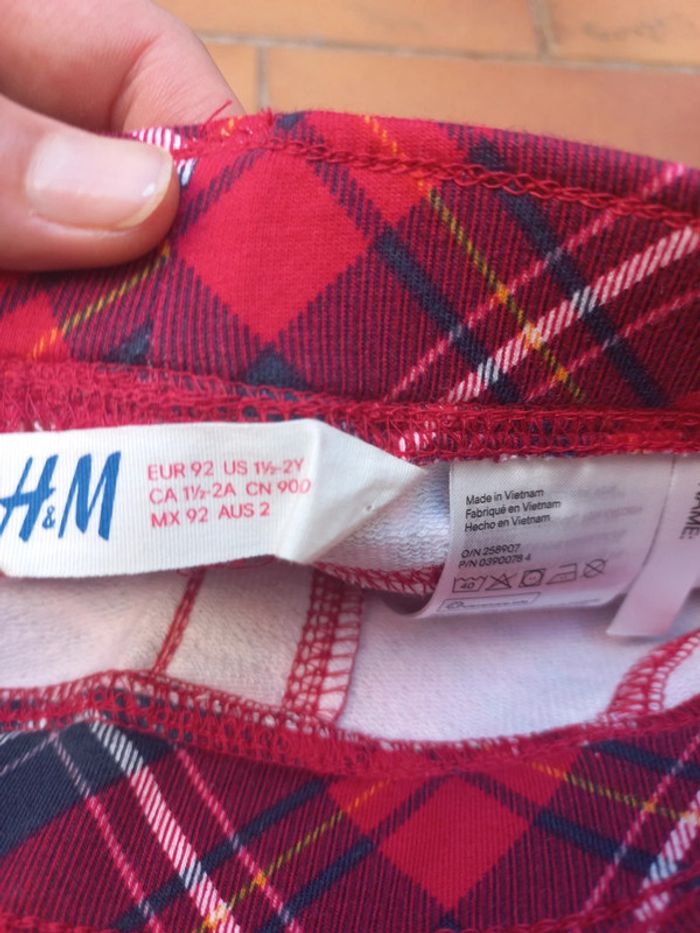 H&M
EUR 92 US 1½-2Y
CA 1½-2A CN 90
MX 92 AUS 2
Made in Vietnam
Fabriqué en Vietnam
Hecho en Vietnam
O/N 258907
P/N 0390078 4
40